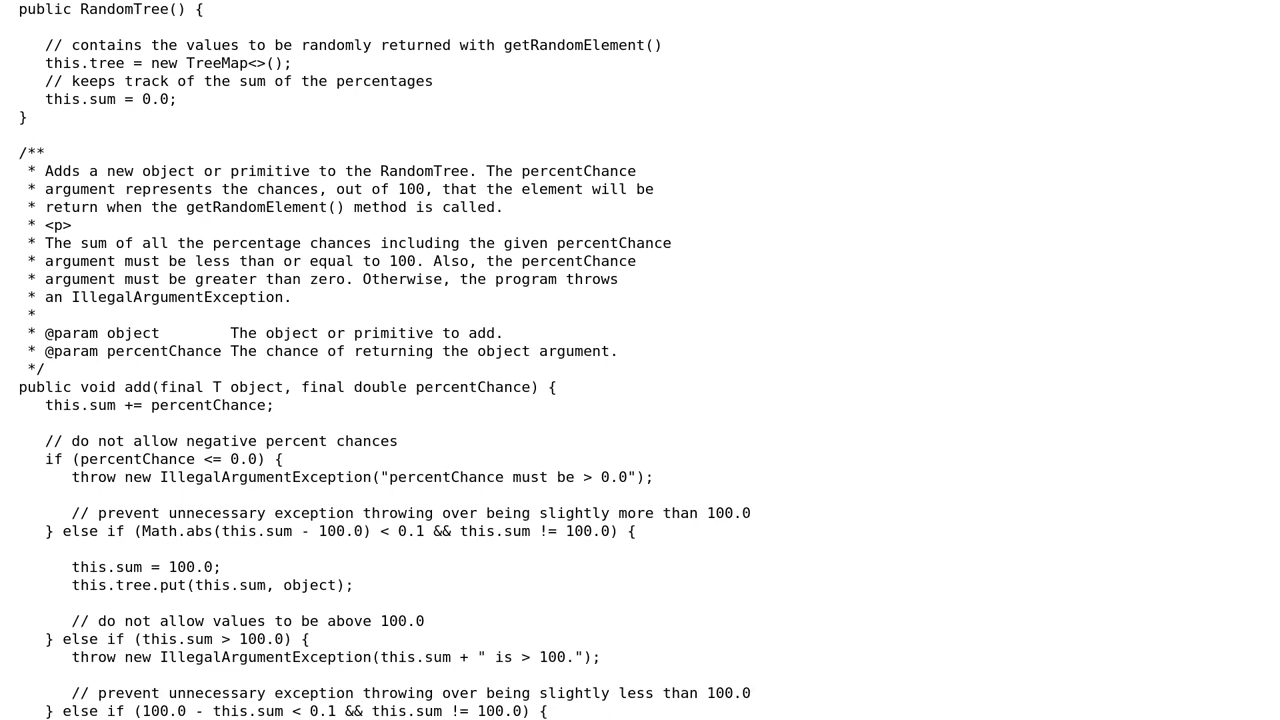 public RandomTree() {

   // contains the values to be randomly returned with getRandomElement()
   this.tree = new TreeMap<>();
   // keeps track of the sum of the percentages
   this.sum = 0.0;
}

/**
 * Adds a new object or primitive to the RandomTree. The percentChance
 * argument represents the chances, out of 100, that the element will be
 * return when the getRandomElement() method is called.
 * <p>
 * The sum of all the percentage chances including the given percentChance
 * argument must be less than or equal to 100. Also, the percentChance
 * argument must be greater than zero. Otherwise, the program throws
 * an IllegalArgumentException.
 *
 * @param object        The object or primitive to add.
 * @param percentChance The chance of returning the object argument.
 */
public void add(final T object, final double percentChance) {
   this.sum += percentChance;

   // do not allow negative percent chances
   if (percentChance <= 0.0) {
      throw new IllegalArgumentException("percentChance must be > 0.0");

      // prevent unnecessary exception throwing over being slightly more than 100.0
   } else if (Math.abs(this.sum - 100.0) < 0.1 && this.sum != 100.0) {

      this.sum = 100.0;
      this.tree.put(this.sum, object);

      // do not allow values to be above 100.0
   } else if (this.sum > 100.0) {
      throw new IllegalArgumentException(this.sum + " is > 100.");

      // prevent unnecessary exception throwing over being slightly less than 100.0
   } else if (100.0 - this.sum < 0.1 && this.sum != 100.0) {